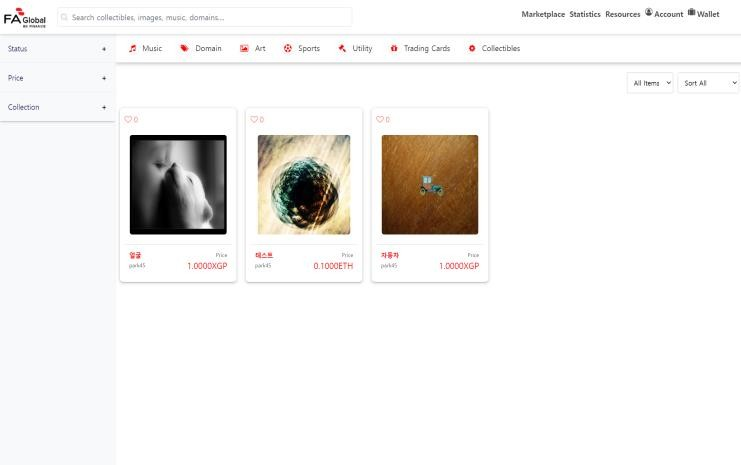 FA Global
BE FINANCE
Search collectibles, images, music, domains...
Marketplace Statistics Resources Account Wallet
Status +
Price +
Collection +
Music Domain Art Sports Utility Trading Cards Collectibles
All Items Sort All
0
얼굴 Price
park45 1.0000XGP
0
테스트 Price
park45 0.1000ETH
0
자동차 Price
park45 1.0000XGP